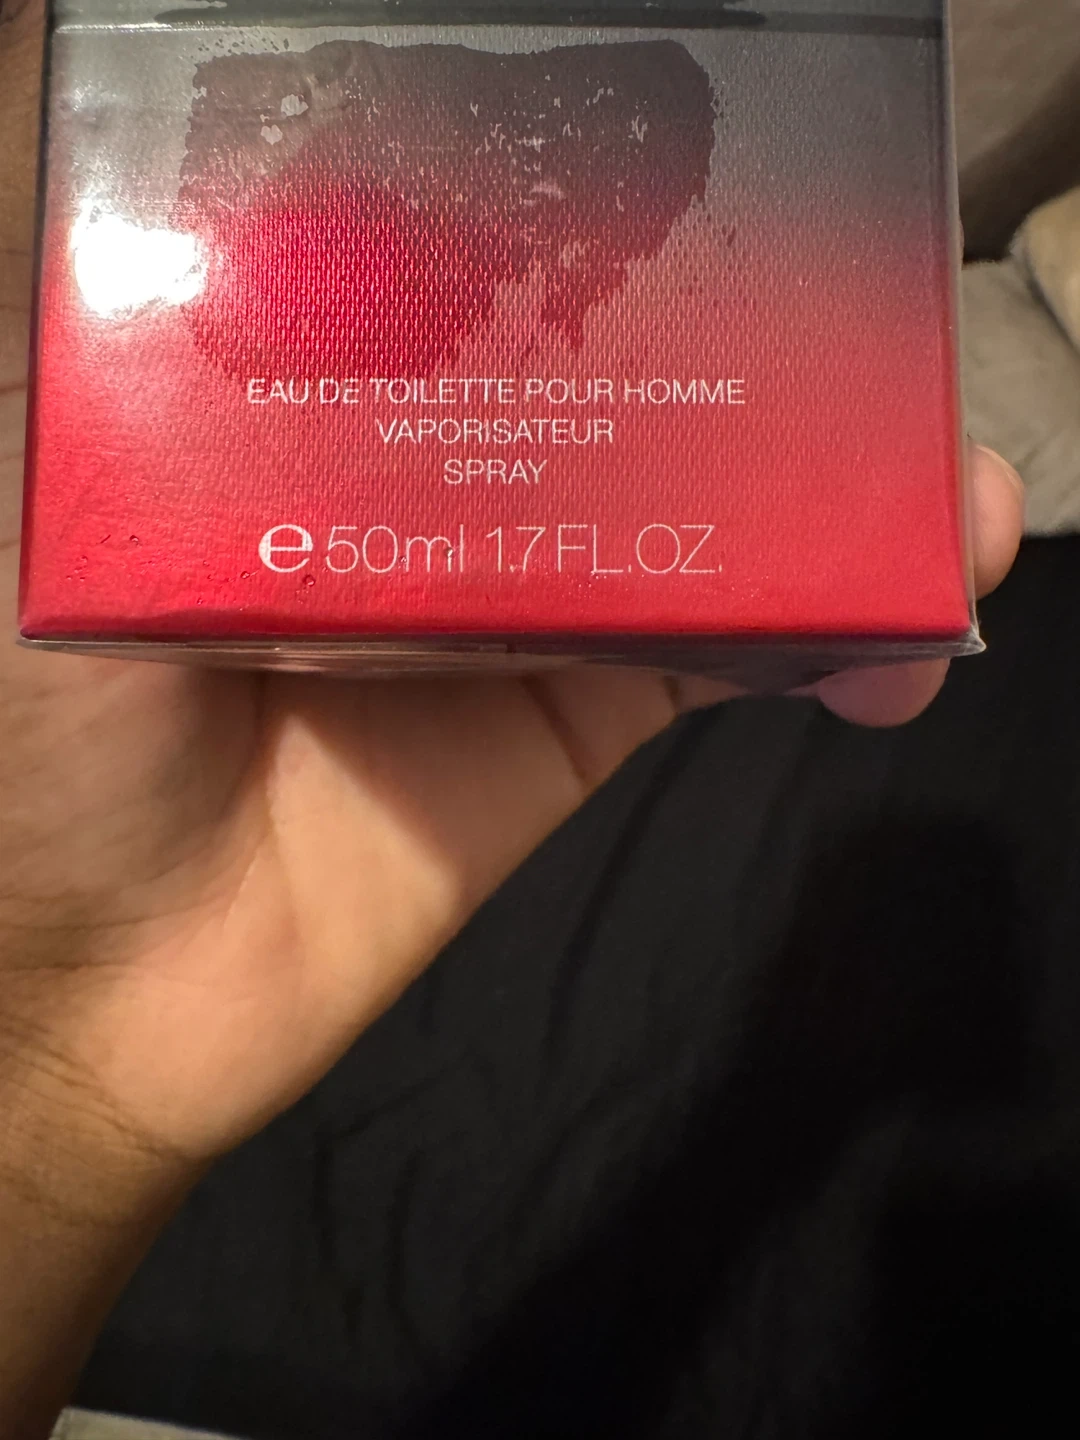 EAU DE TOILETTE POUR HOMME
VAPORISATEUR
SPRAY
℮ 50ml 1.7 FL.OZ.